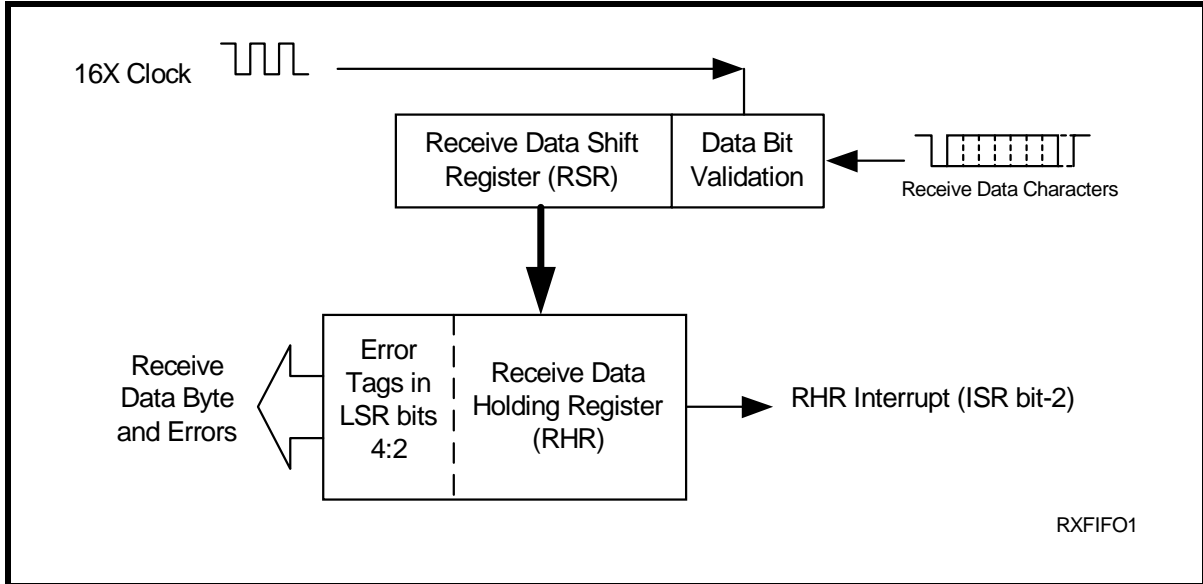 16X Clock
Receive Data Shift
Register (RSR)
Data Bit
Validation
Receive Data Characters
Receive
Data Byte
and Errors
Error
Tags in
LSR bits
4:2
Receive Data
Holding Register
(RHR)
RHR Interrupt (ISR bit-2)
RXFIFO1